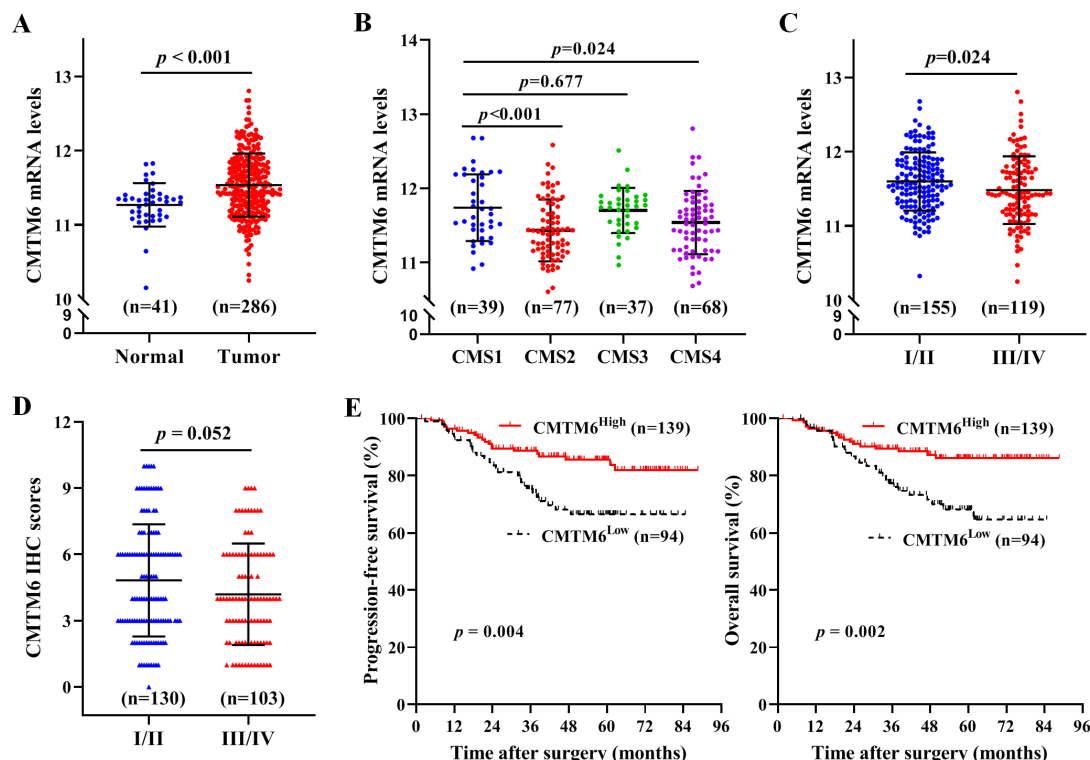 A
p < 0.001
CMTM6 mRNA levels
13
12
11
10
9
0
(n=41)
(n=286)
Normal
Tumor
B
p=0.024
p=0.677
p<0.001
CMTM6 mRNA levels
14
13
12
11
10
9
0
(n=39)
(n=77)
(n=37)
(n=68)
CMS1
CMS2
CMS3
CMS4
C
p=0.024
CMTM6 mRNA levels
13
12
11
10
9
0
(n=155)
(n=119)
I/II
III/IV
D
p = 0.052
CMTM6 IHC scores
12
9
6
3
0
(n=130)
(n=103)
I/II
III/IV
E
Progression-free survival (%)
100
80
60
40
20
0
CMTM6High (n=139)
CMTM6Low (n=94)
p = 0.004
0 12 24 36 48 60 72 84 96
Time after surgery (months)
Overall survival (%)
100
80
60
40
20
0
CMTM6High (n=139)
CMTM6Low (n=94)
p = 0.002
0 12 24 36 48 60 72 84 96
Time after surgery (months)